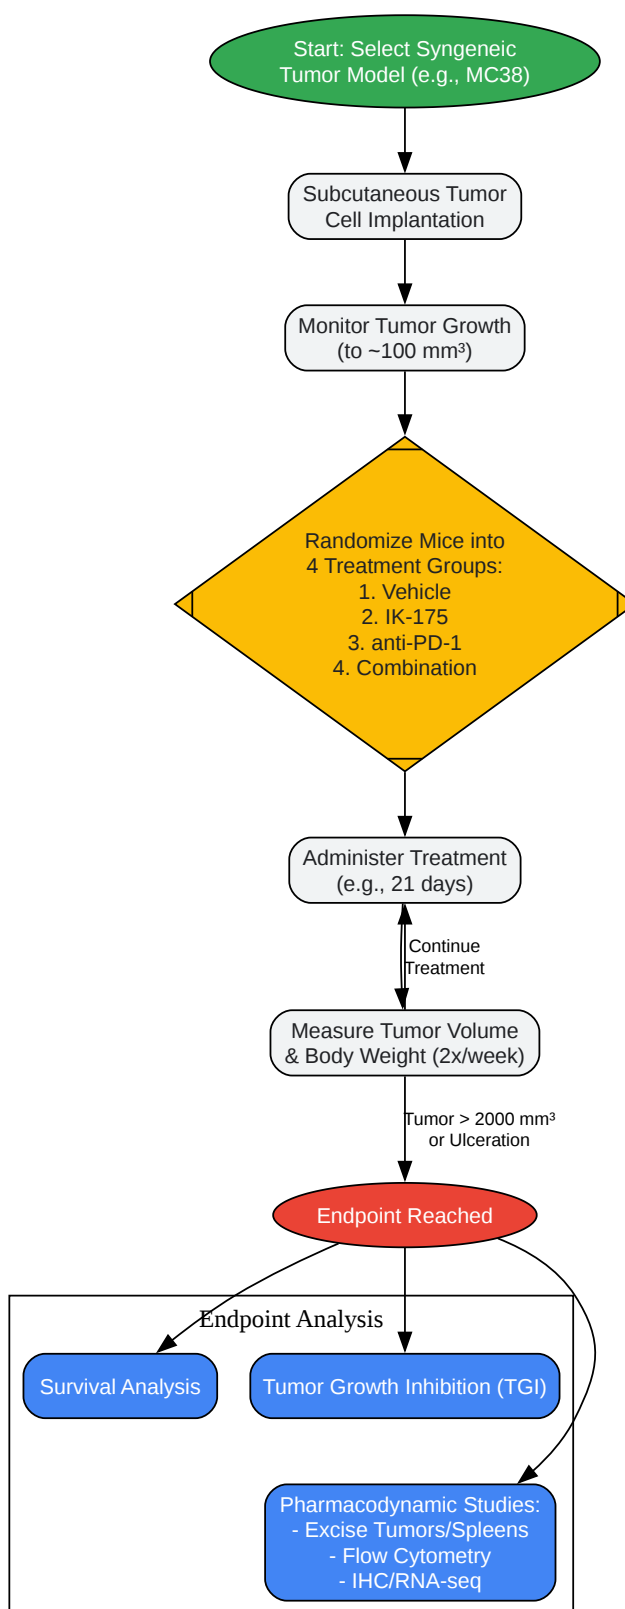 Start: Select Syngeneic
Tumor Model (e.g., MC38)
Subcutaneous Tumor
Cell Implantation
Monitor Tumor Growth
(to ~100 mm³)
Randomize Mice into
4 Treatment Groups:
1. Vehicle
2. IK-175
3. anti-PD-1
4. Combination
Administer Treatment
(e.g., 21 days)
Continue
Treatment
Measure Tumor Volume
& Body Weight (2x/week)
Tumor > 2000 mm³
or Ulceration
Endpoint Reached
Endpoint Analysis
Survival Analysis
Tumor Growth Inhibition (TGI)
Pharmacodynamic Studies:
- Excise Tumors/Spleens
- Flow Cytometry
- IHC/RNA-seq